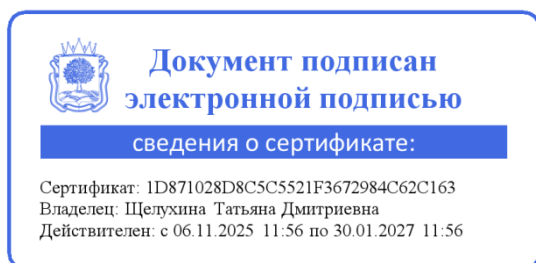 Документ подписан
электронной подписью
сведения о сертификате:
Сертификат: 1D871028D8C5C5521F3672984C62C163
Владелец: Щелухина Татьяна Дмитриевна
Действителен: с 06.11.2025 11:56 по 30.01.2027 11:56